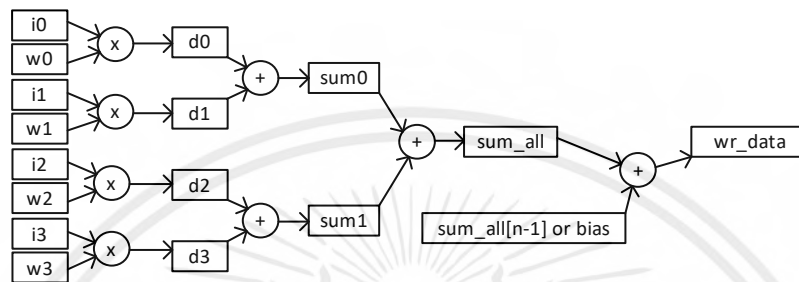 i0
w0
x
d0
i1
w1
x
d1
+
sum0
i2
w2
x
d2
i3
w3
x
d3
+
sum1
+
sum_all
sum_all[n-1] or bias
+
wr_data